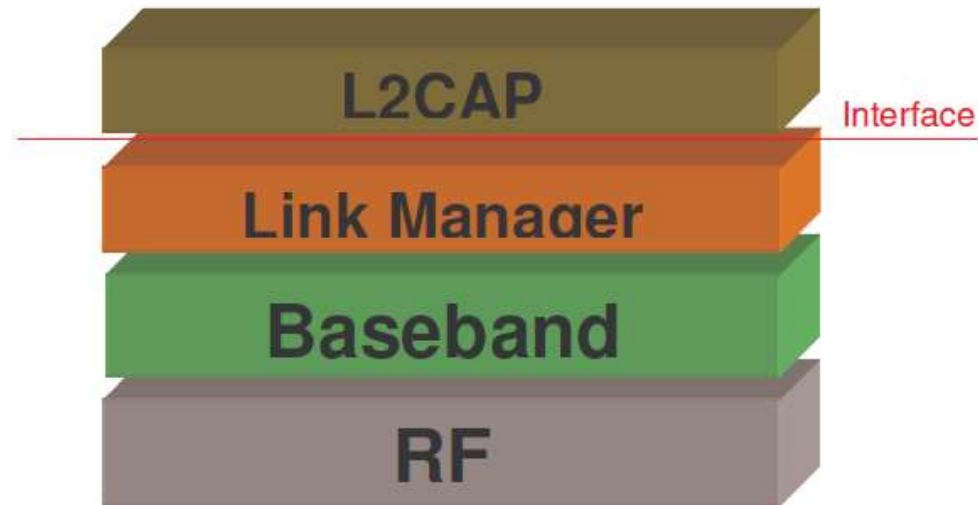 L2CAP
Interface
Link Manager
Baseband
RF